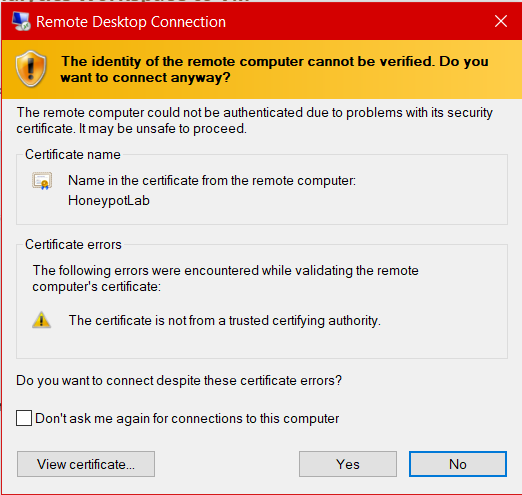 Remote Desktop Connection
The identity of the remote computer cannot be verified. Do you
want to connect anyway?
The remote computer could not be authenticated due to problems with its security
certificate. It may be unsafe to proceed.
Certificate name
Name in the certificate from the remote computer:
HoneypotLab
Certificate errors
The following errors were encountered while validating the remote
computer's certificate:
The certificate is not from a trusted certifying authority.
Do you want to connect despite these certificate errors?
Don't ask me again for connections to this computer
View certificate...
Yes
No